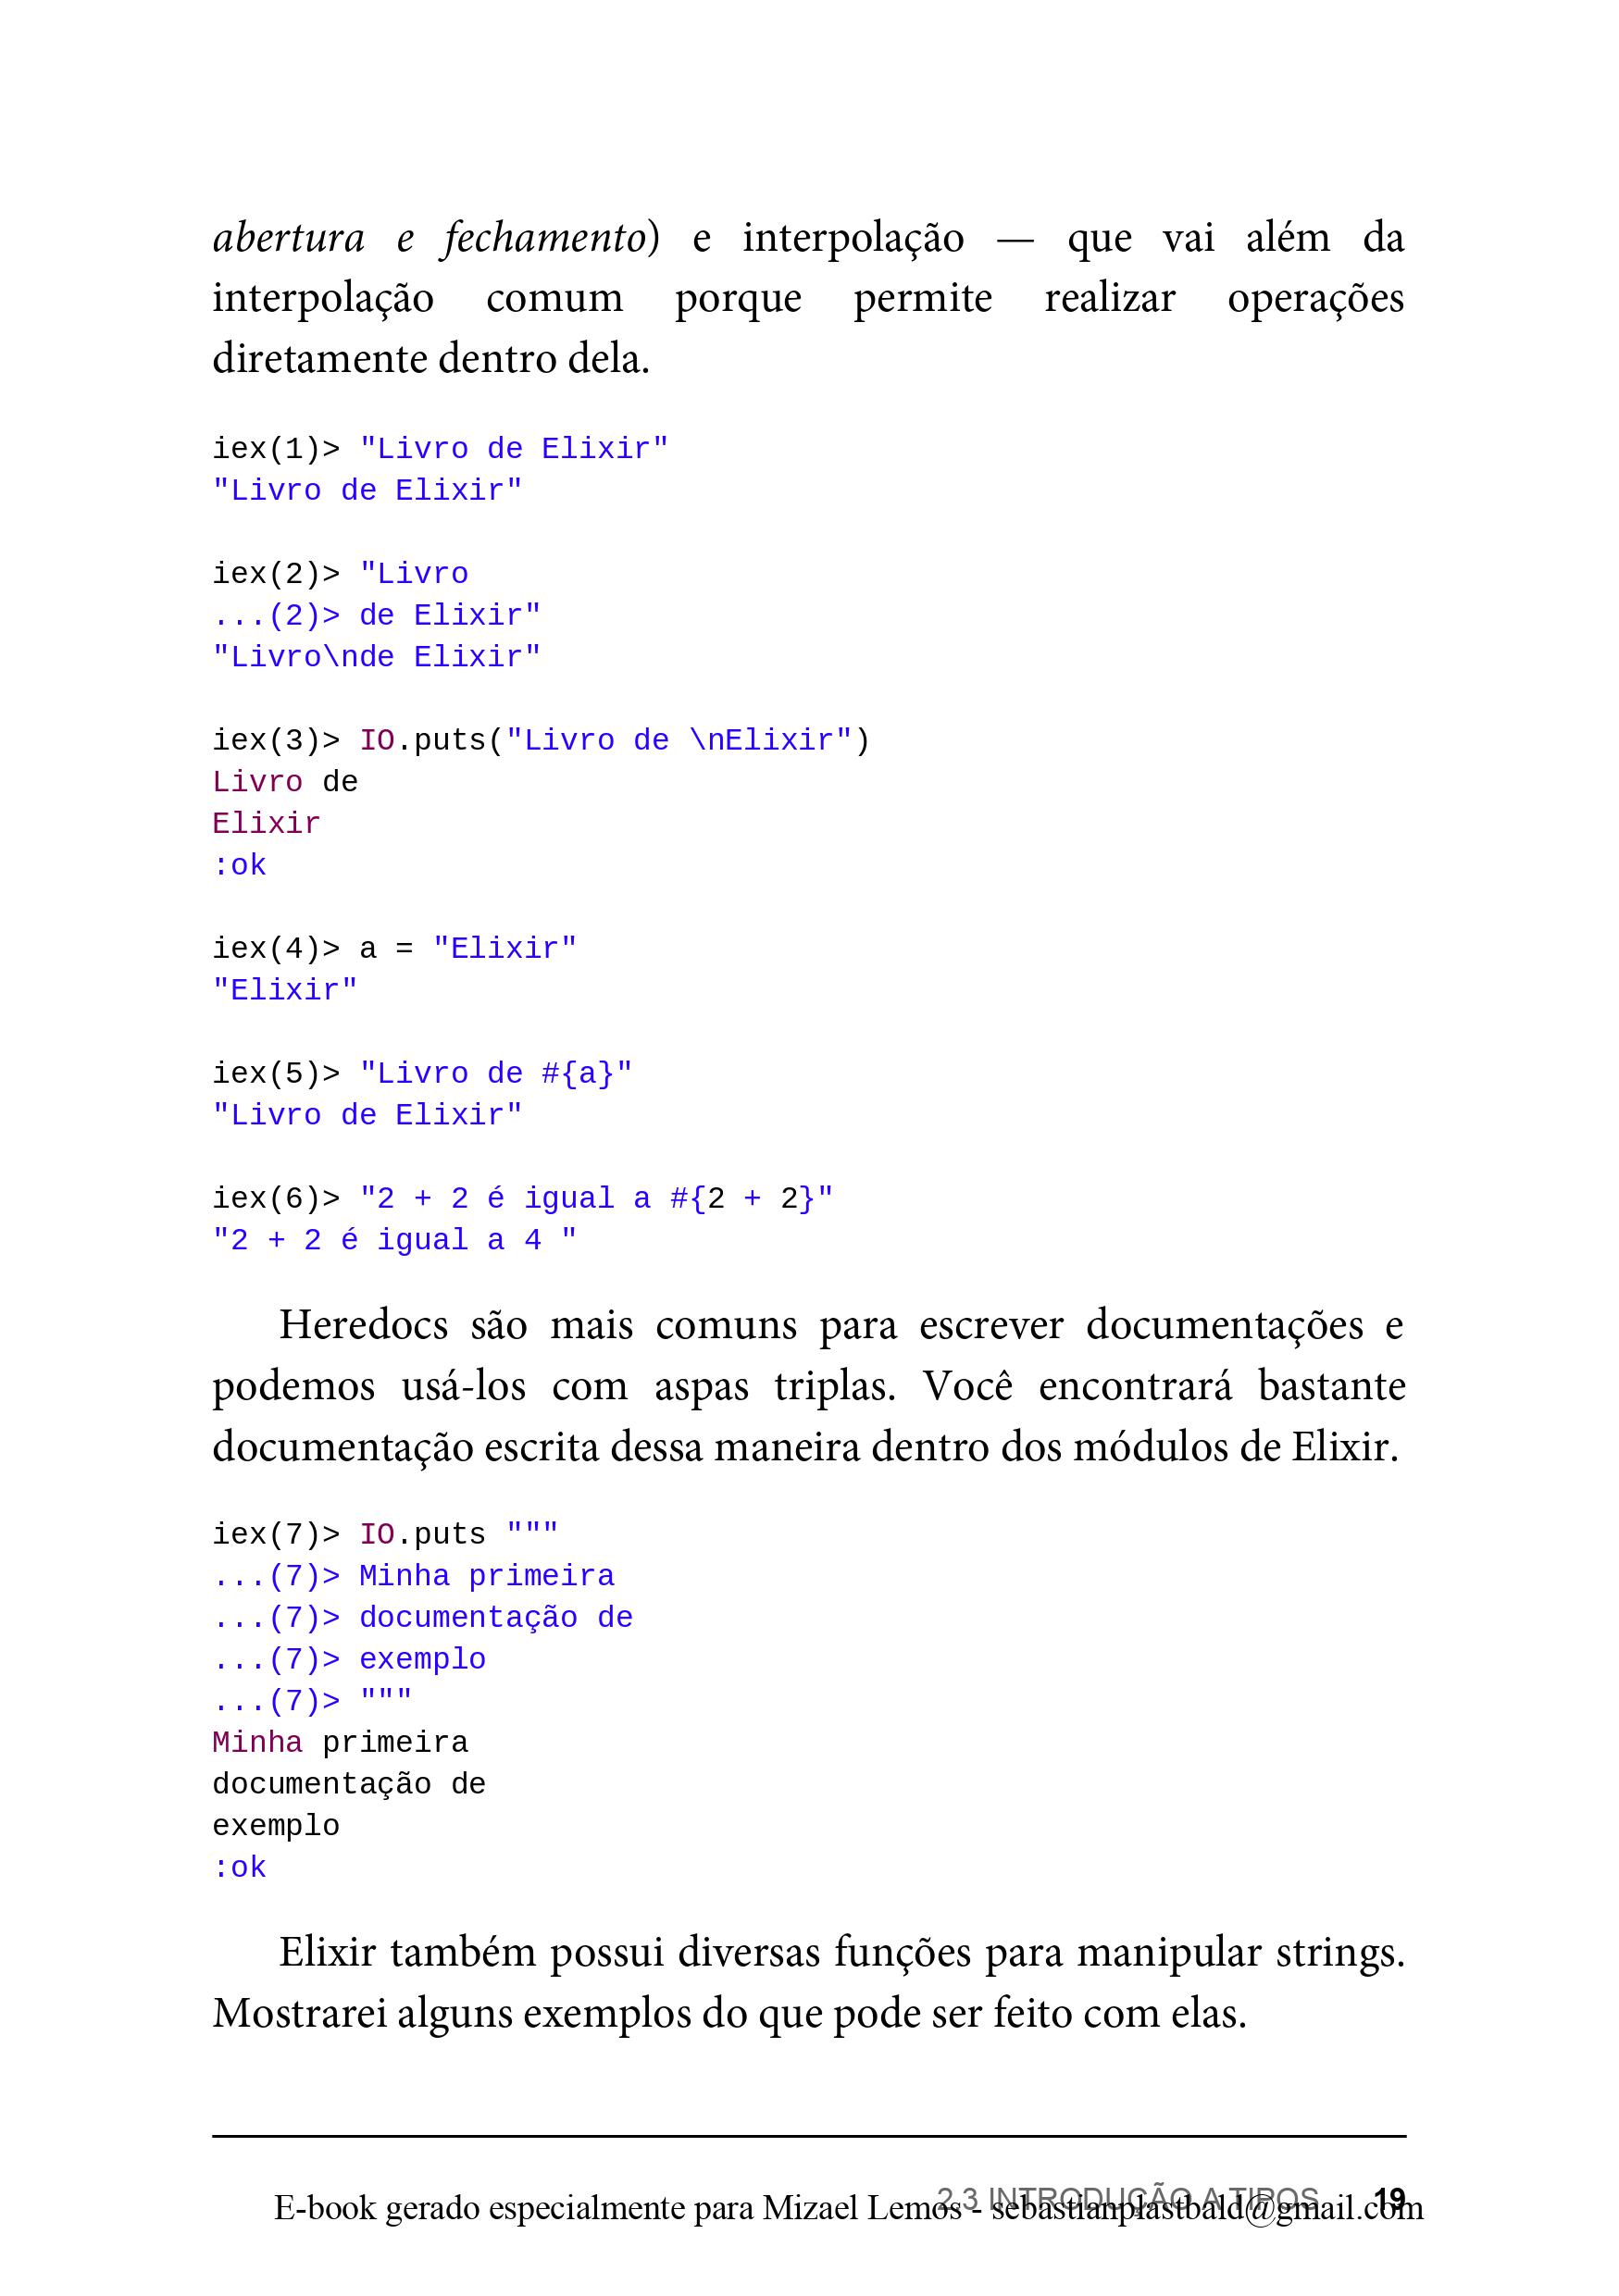 abertura e fechamento) e interpolação — que vai além da
interpolação comum porque permite realizar operações
diretamente dentro dela.
iex(1)> "Livro de Elixir"
"Livro de Elixir"
iex(2)> "Livro
...(2)> de Elixir"
"Livro\nde Elixir"
iex(3)> IO.puts("Livro de \nElixir")
Livro de
Elixir
:ok
iex(4)> a = "Elixir"
"Elixir"
iex(5)> "Livro de #{a}"
"Livro de Elixir"
iex(6)> "2 + 2 é igual a #{2 + 2}"
"2 + 2 é igual a 4 "
Heredocs são mais comuns para escrever documentações e
podemos usá-los com aspas triplas. Você encontrará bastante
documentação escrita dessa maneira dentro dos módulos de Elixir.
iex(7)> IO.puts """
...(7)> Minha primeira
...(7)> documentação de
...(7)> exemplo
...(7)> """
Minha primeira
documentação de
exemplo
:ok
Elixir também possui diversas funções para manipular strings.
Mostrarei alguns exemplos do que pode ser feito com elas.
2.3 INTRODUÇÃO A TIPOS 19
E-book gerado especialmente para Mizael Lemos - sebastianplastbald@gmail.com